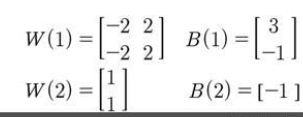 W(1) = [-2 2 -2 2] B(1) = [3 -1]
W(2) = [1 1] B(2) = [-1]